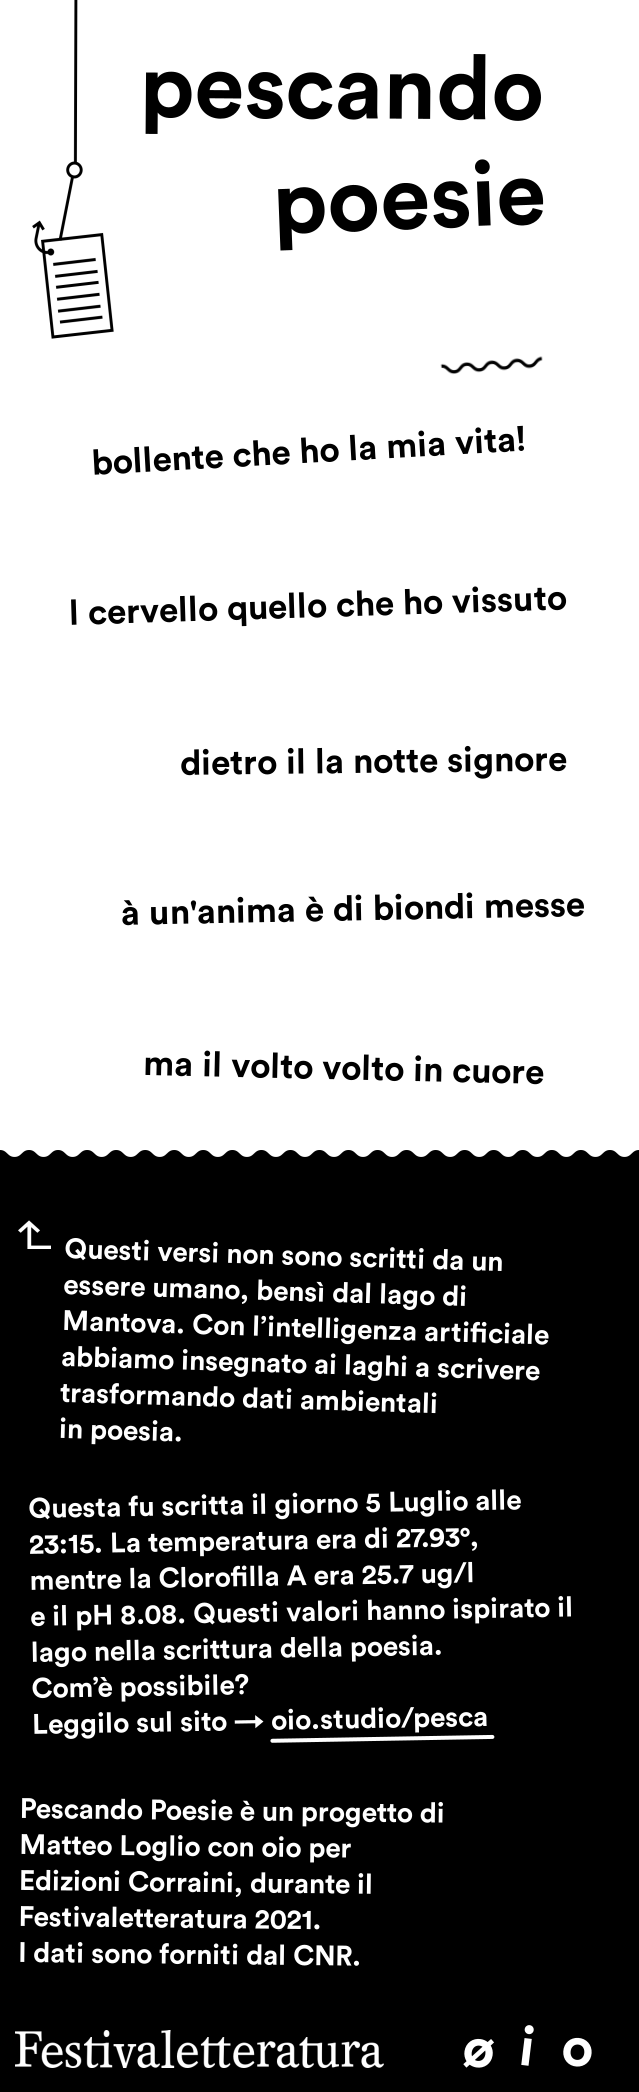 pescando
poesie
bollente che ho la mia vita!
l cervello quello che ho vissuto
dietro il la notte signore
à un'anima è di biondi messe
ma il volto volto in cuore
Questi versi non sono scritti da un
essere umano, bensì dal lago di
Mantova. Con l’intelligenza artificiale
abbiamo insegnato ai laghi a scrivere
trasformando dati ambientali
in poesia.
Questa fu scritta il giorno 5 Luglio alle
23:15. La temperatura era di 27.93°,
mentre la Clorofilla A era 25.7 ug/l
e il pH 8.08. Questi valori hanno ispirato il
lago nella scrittura della poesia.
Com’è possibile?
Leggilo sul sito → oio.studio/pesca
Pescando Poesie è un progetto di
Matteo Loglio con oio per
Edizioni Corraini, durante il
Festivaletteratura 2021.
I dati sono forniti dal CNR.
Festivaletteratura ø i o